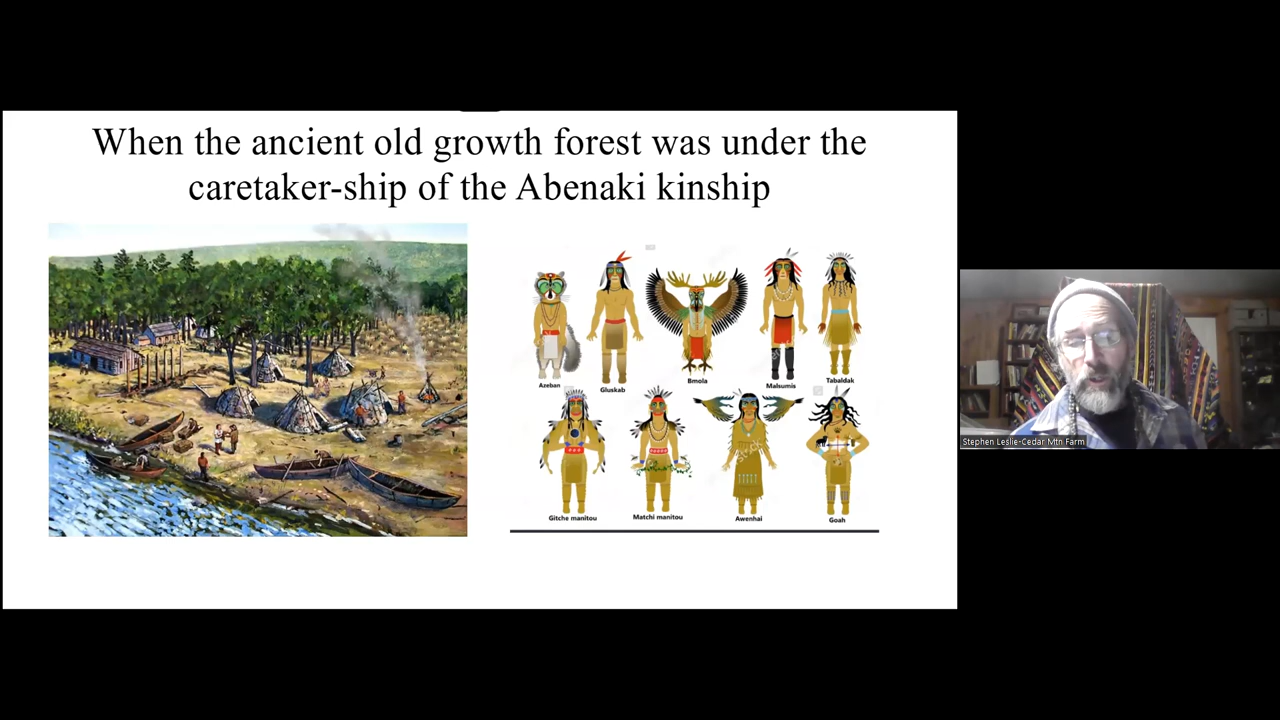 When the ancient old growth forest was under the
caretaker-ship of the Abenaki kinship
Azeban
Gluskab
Bmola
Malsumis
Tabaldak
Gitche manitou
Matchi manitou
Awenhai
Goah
Stephen Leslie-Cedar Mtn Farm